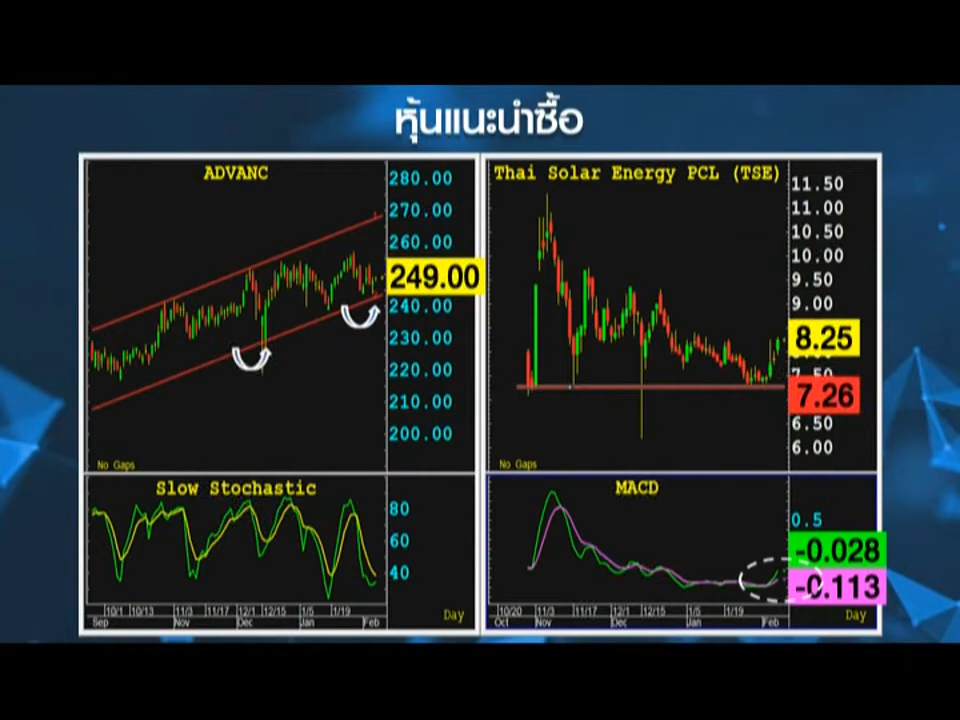 หุ้นแนะนำซื้อ
ADVANC
280.00
270.00
260.00
249.00
240.00
230.00
220.00
210.00
200.00
No Gaps
Slow Stochastic
80
60
40
10/1 10/13 11/3 11/17 12/1 12/15 1/5 1/19
Sep Nov Dec Jan Feb
Day
Thai Solar Energy PCL (TSE)
11.50
11.00
10.50
10.00
9.50
9.00
8.25
7.50
7.26
6.50
6.00
No Gaps
MACD
0.5
-0.028
-0.113
10/20 11/3 11/17 12/1 12/15 1/5 1/19
Oct Nov Dec Jan Feb
Day